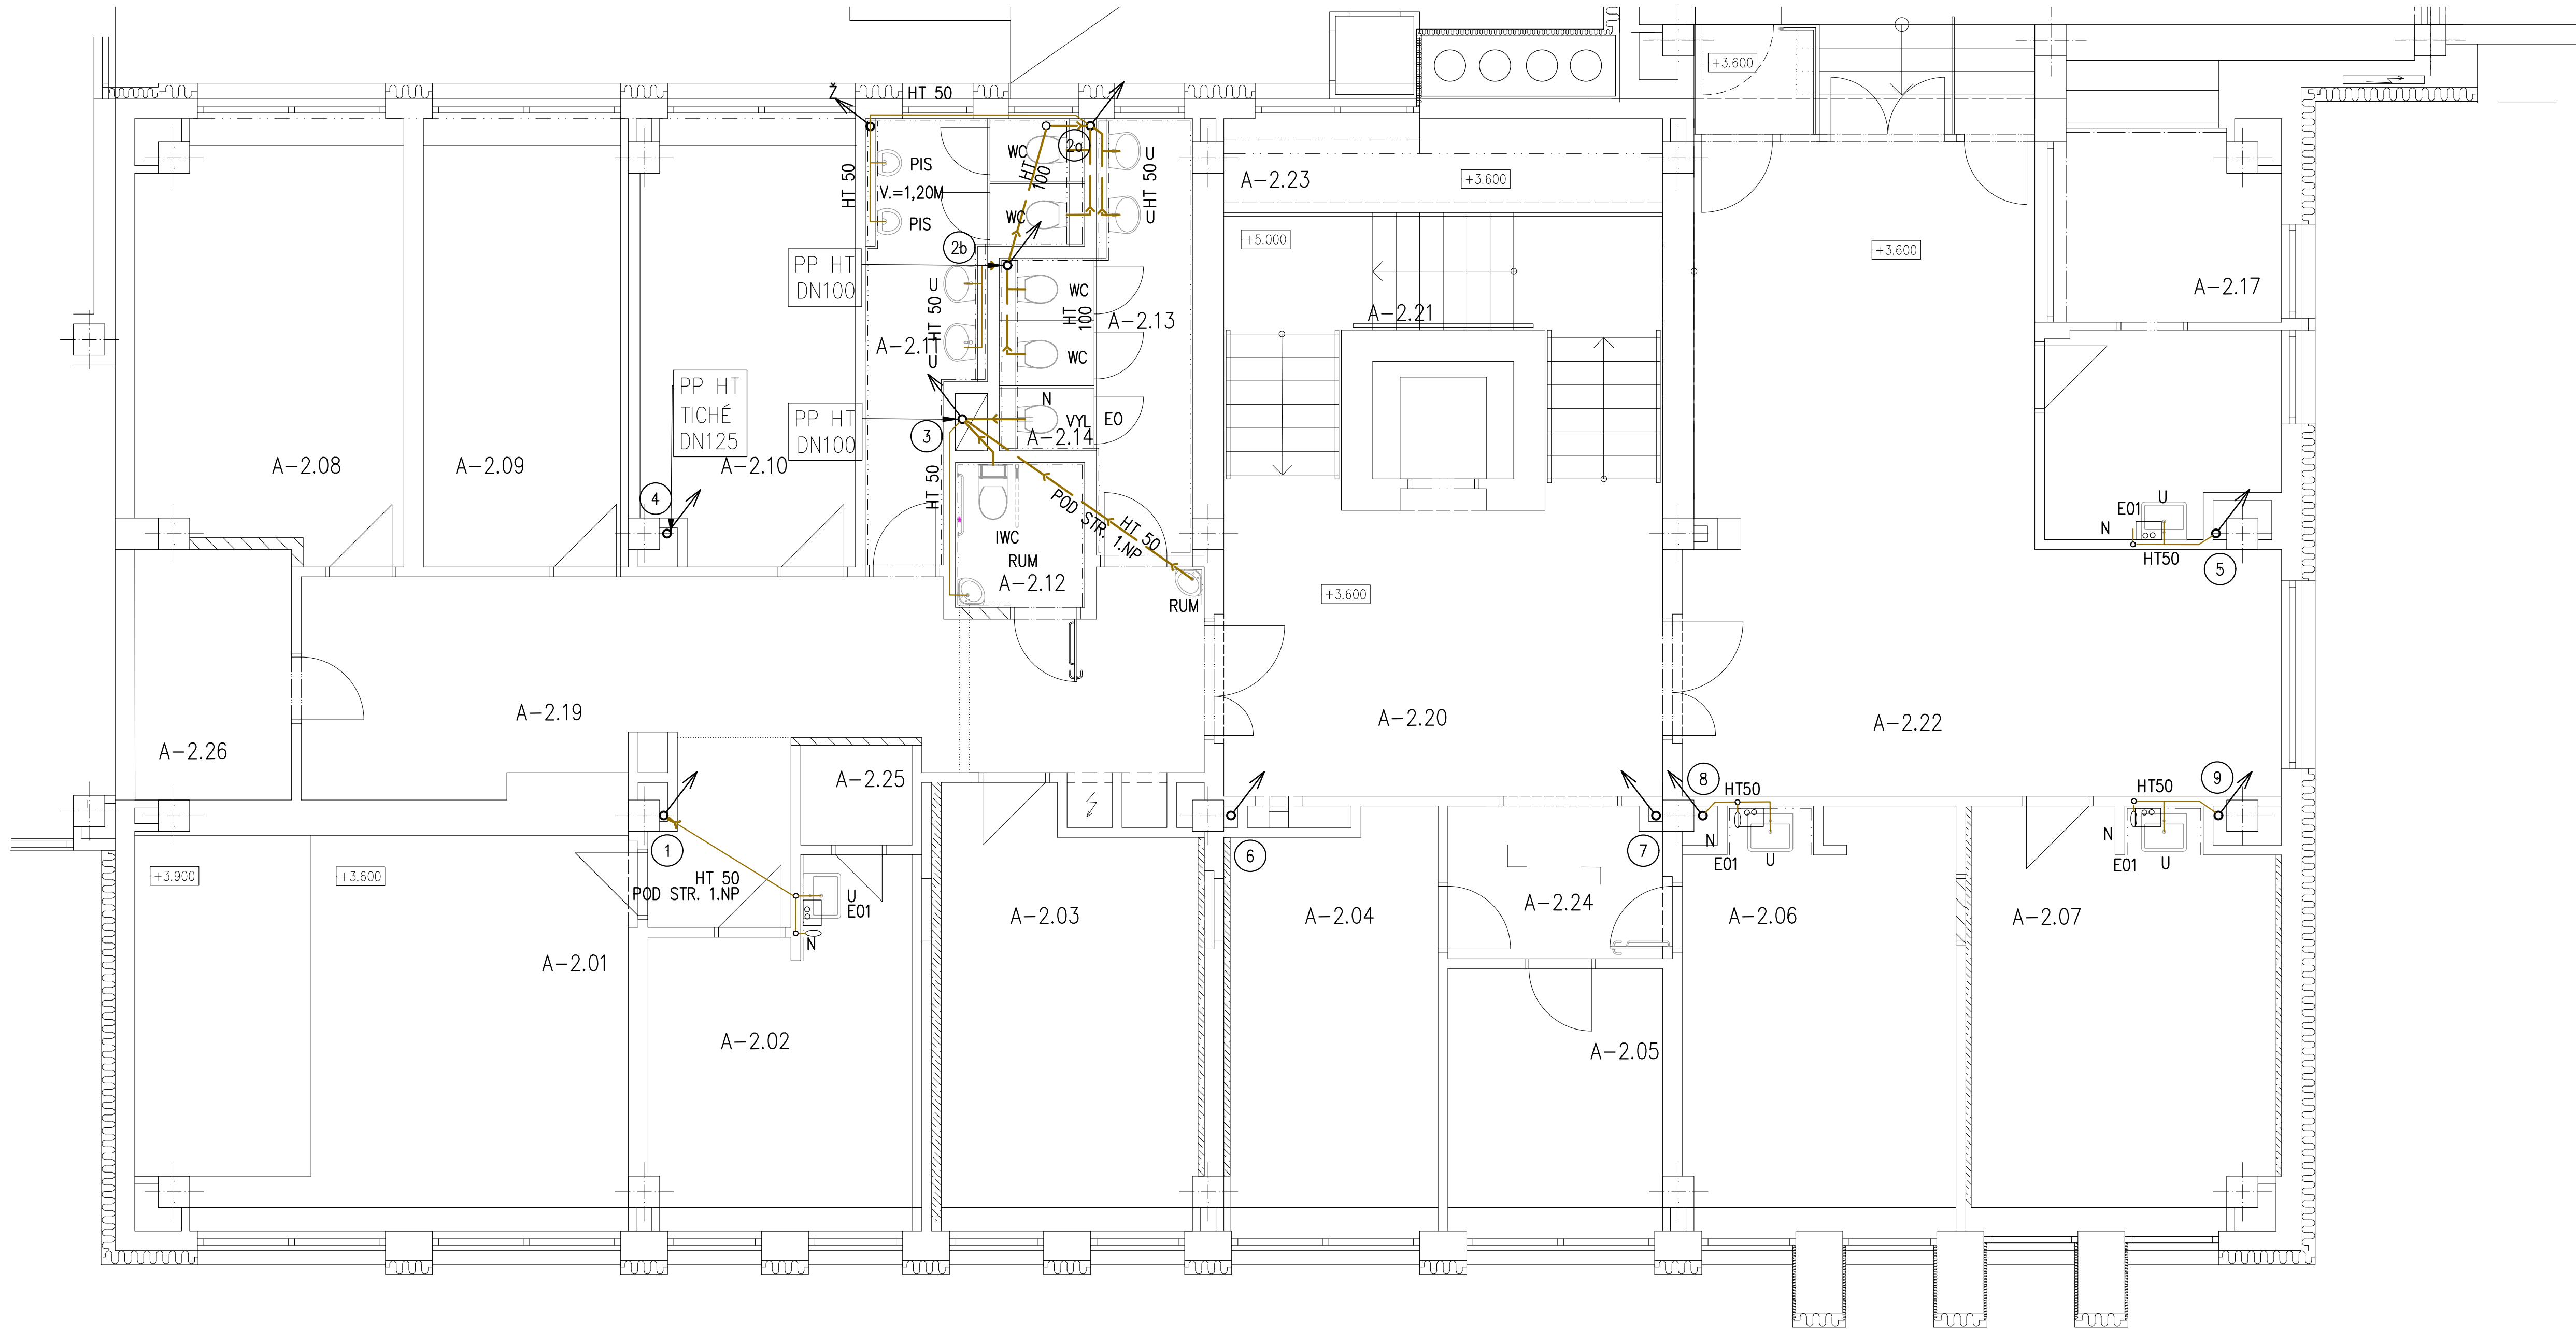 +3.600
Ž
HT 50
PIS
V.=1,20M
PIS
HT 50
WC
HT
100
WC
2a
U
HT 50
U
A-2.23
+3.600
+5.000
+3.600
2b
PP HT
DN100
A-2.17
U
HT 50
U
A-2.11
WC
HT
100
WC
A-2.13
A-2.21
PP HT
TICHÉ
DN125
PP HT
DN100
3
N
VYL
EO
A-2.14
A-2.08
A-2.09
A-2.10
4
HT 50
POD STR. 1.NP
HT 50
IWC
RUM
A-2.12
RUM
+3.600
U
E01
N
HT50
5
A-2.19
A-2.20
A-2.22
A-2.26
A-2.25
8
HT50
HT50
9
1
6
7
N
E01
U
N
E01
U
+3.900
+3.600
HT 50
POD STR. 1.NP
U
E01
N
A-2.01
A-2.02
A-2.03
A-2.04
A-2.24
A-2.05
A-2.06
A-2.07